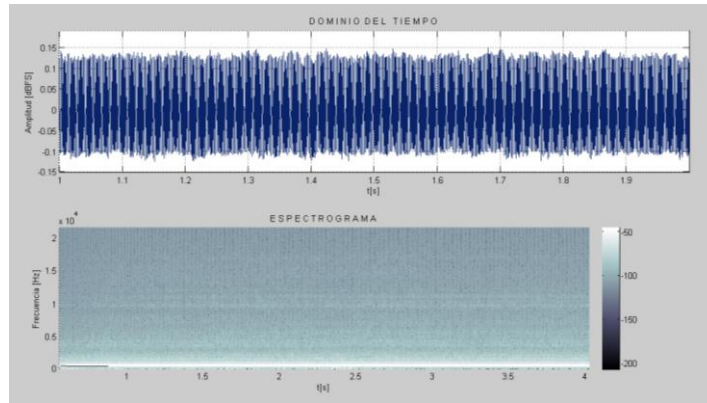 DOMINIO DEL TIEMPO
Amplitud [dBFS]
0.15
0.1
0.05
0
-0.05
-0.1
-0.15
1 1.1 1.2 1.3 1.4 1.5 1.6 1.7 1.8 1.9
t[s]
ESPECTROGRAMA
x 10^4
Frecuencia [Hz]
2
1.5
1
0.5
0
1 1.5 2 2.5 3 3.5 4
t[s]
-50
-100
-150
-200